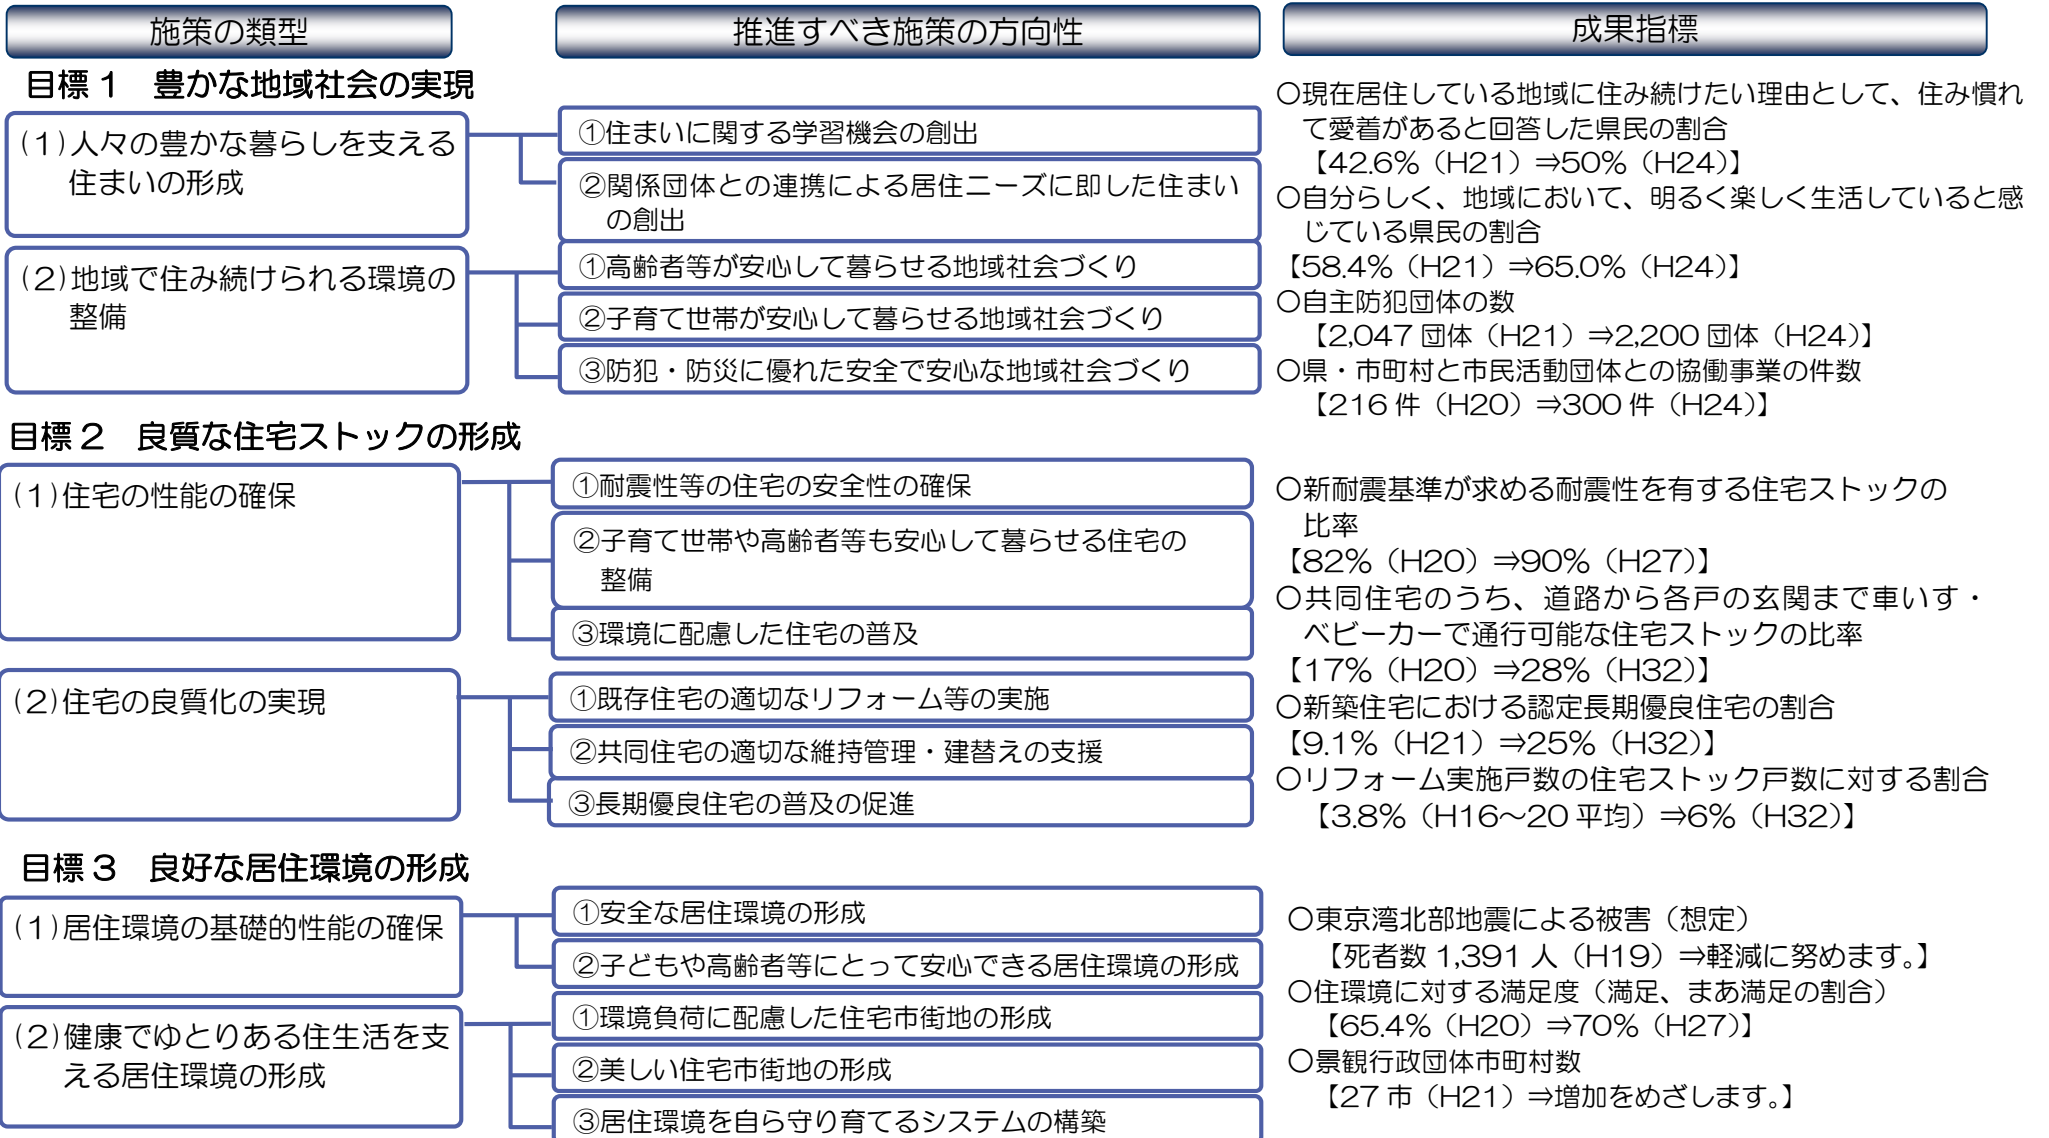 施策の類型
推進すべき施策の方向性
成果指標
目標1 豊かな地域社会の実現
(1)人々の豊かな暮らしを支える
住まいの形成
①住まいに関する学習機会の創出
②関係団体との連携による居住ニーズに即した住まい
の創出
(2)地域で住み続けられる環境の
整備
①高齢者等が安心して暮らせる地域社会づくり
②子育て世帯が安心して暮らせる地域社会づくり
③防犯・防災に優れた安全で安心な地域社会づくり
○現在居住している地域に住み続けたい理由として、住み慣れ
て愛着があると回答した県民の割合
【42.6%（H21）⇒50%（H24）】
○自分らしく、地域において、明るく楽しく生活していると感
じている県民の割合
【58.4%（H21）⇒65.0%（H24）】
○自主防犯団体の数
【2,047団体（H21）⇒2,200団体（H24）】
○県・市町村と市民活動団体との協働事業の件数
【216件（H20）⇒300件（H24）】
目標2 良質な住宅ストックの形成
(1)住宅の性能の確保
①耐震性等の住宅の安全性の確保
②子育て世帯や高齢者等も安心して暮らせる住宅の
整備
③環境に配慮した住宅の普及
(2)住宅の良質化の実現
①既存住宅の適切なリフォーム等の実施
②共同住宅の適切な維持管理・建替えの支援
③長期優良住宅の普及の促進
○新耐震基準が求める耐震性を有する住宅ストックの
比率
【82%（H20）⇒90%（H27）】
○共同住宅のうち、道路から各戸の玄関まで車いす・
ベビーカーで通行可能な住宅ストックの比率
【17%（H20）⇒28%（H32）】
○新築住宅における認定長期優良住宅の割合
【9.1%（H21）⇒25%（H32）】
○リフォーム実施戸数の住宅ストック戸数に対する割合
【3.8%（H16～20平均）⇒6%（H32）】
目標3 良好な居住環境の形成
(1)居住環境の基礎的性能の確保
①安全な居住環境の形成
②子どもや高齢者等にとって安心できる居住環境の形成
(2)健康でゆとりある住生活を支
える居住環境の形成
①環境負荷に配慮した住宅市街地の形成
②美しい住宅市街地の形成
③居住環境を自ら守り育てるシステムの構築
○東京湾北部地震による被害（想定）
【死者数1,391人（H19）⇒軽減に努めます。】
○住環境に対する満足度（満足、まあ満足の割合）
【65.4%（H20）⇒70%（H27）】
○景観行政団体市町村数
【27市（H21）⇒増加をめざします。】